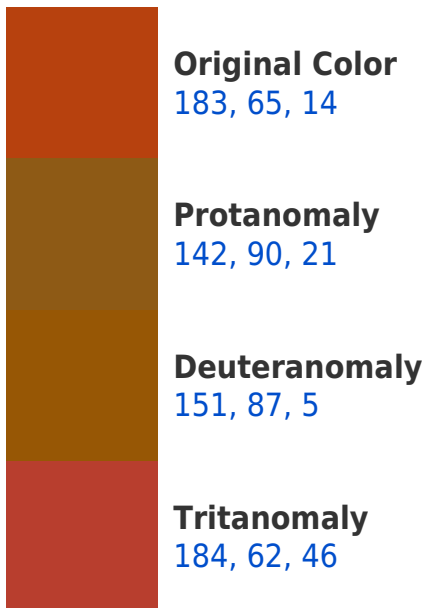 Original Color
183, 65, 14
Protanomaly
142, 90, 21
Deuteranomaly
151, 87, 5
Tritanomaly
184, 62, 46